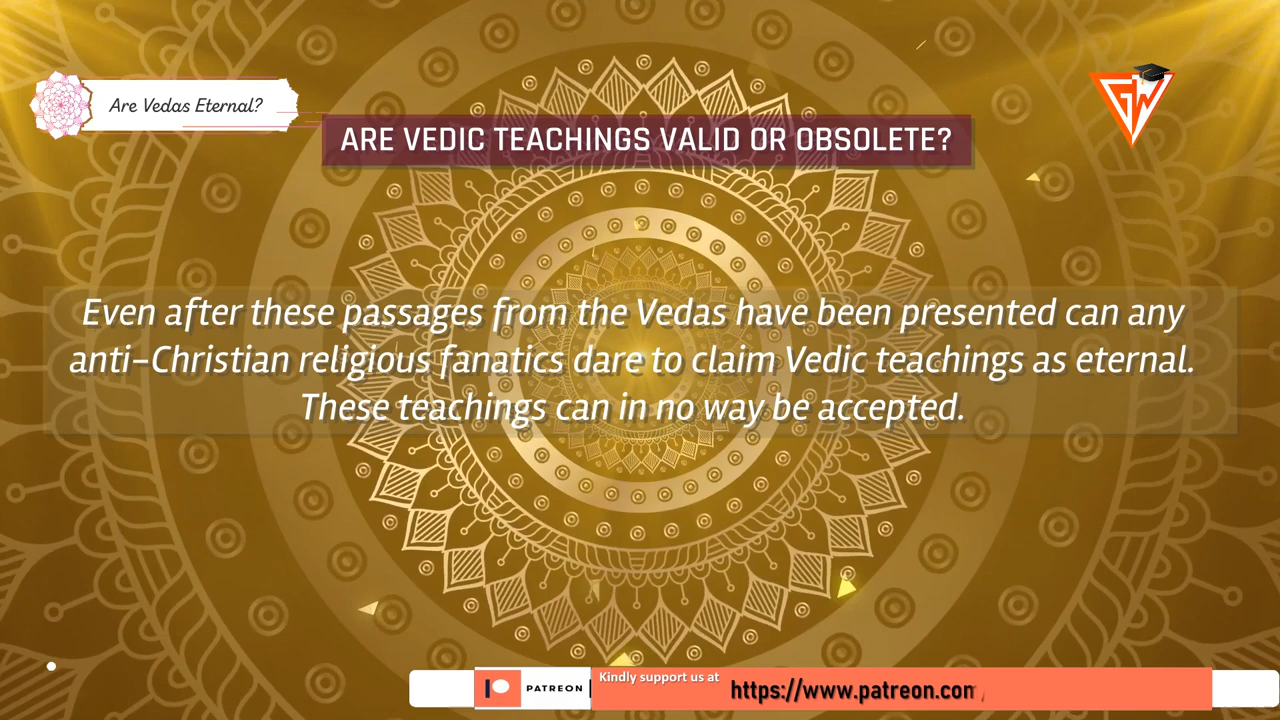 Are Vedas Eternal?
GW
ARE VEDIC TEACHINGS VALID OR OBSOLETE?
Even after these passages from the Vedas have been presented can any
anti-Christian religious fanatics dare to claim Vedic teachings as eternal.
These teachings can in no way be accepted.
PATREON
Kindly support us at
https://www.patreon.con